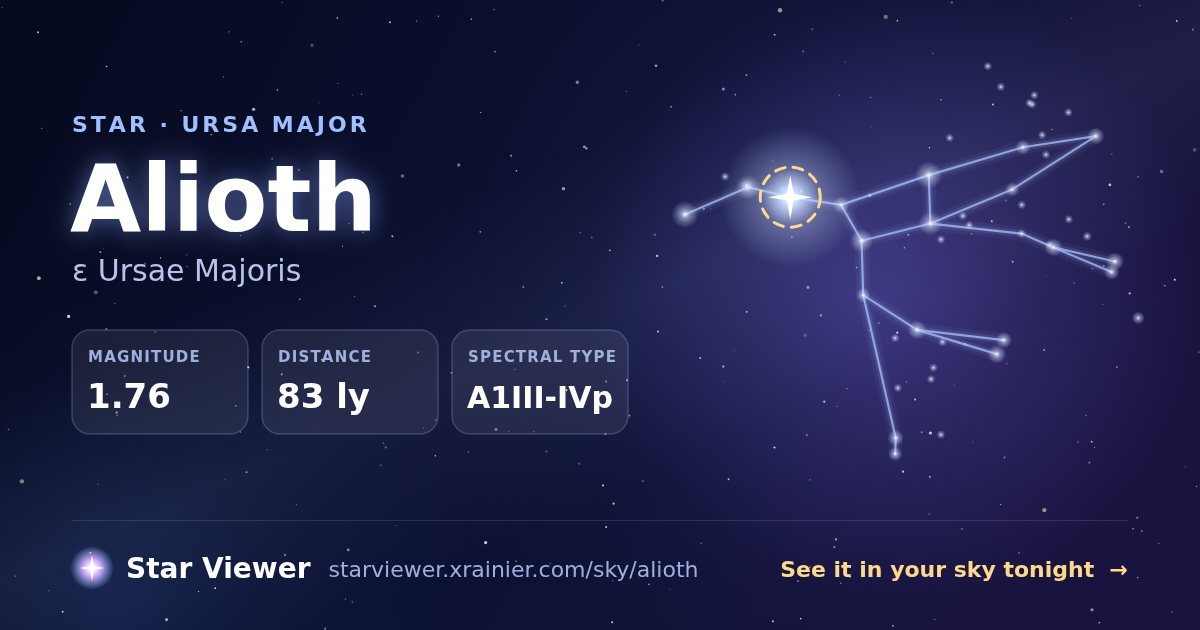 STAR · URSA MAJOR
Alioth
ε Ursae Majoris
MAGNITUDE
1.76
DISTANCE
83 ly
SPECTRAL TYPE
A1III-IVp
Star Viewer
starviewer.xrainier.com/sky/alioth
See it in your sky tonight →